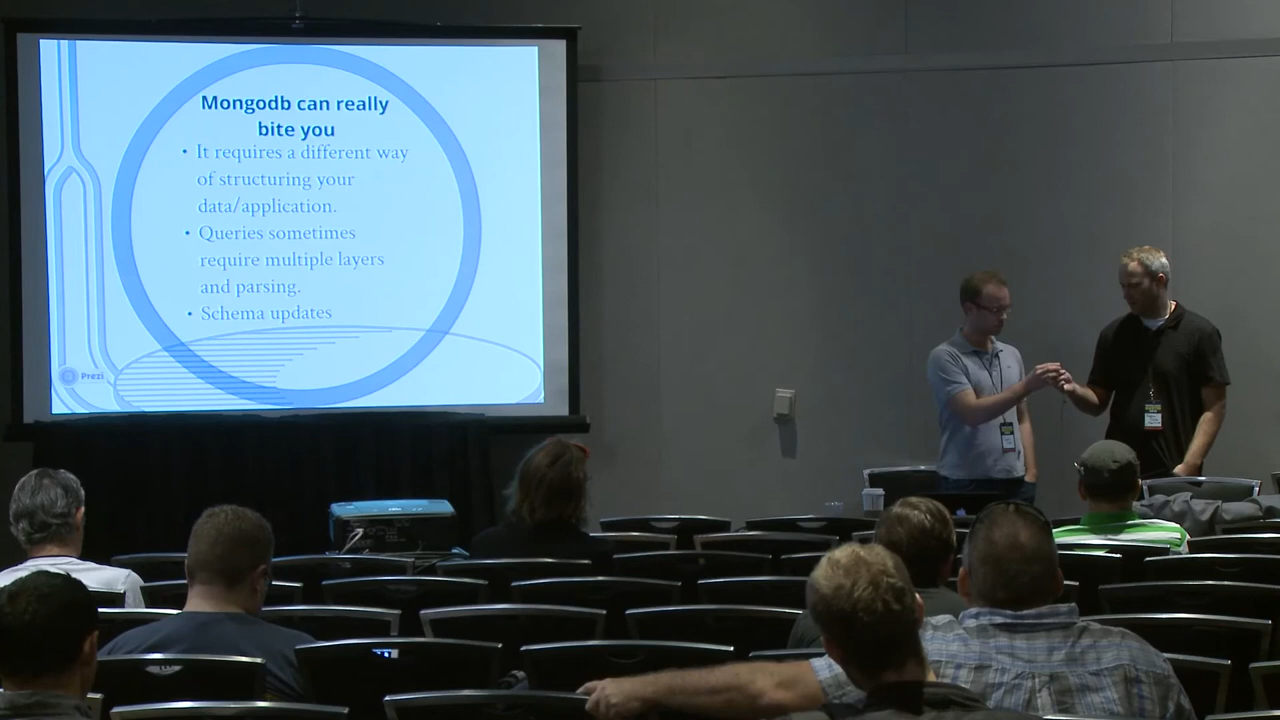 Mongodb can really
bite you
• It requires a different way
of structuring your
data/application.
• Queries sometimes
require multiple layers
and parsing.
• Schema updates
Prezi